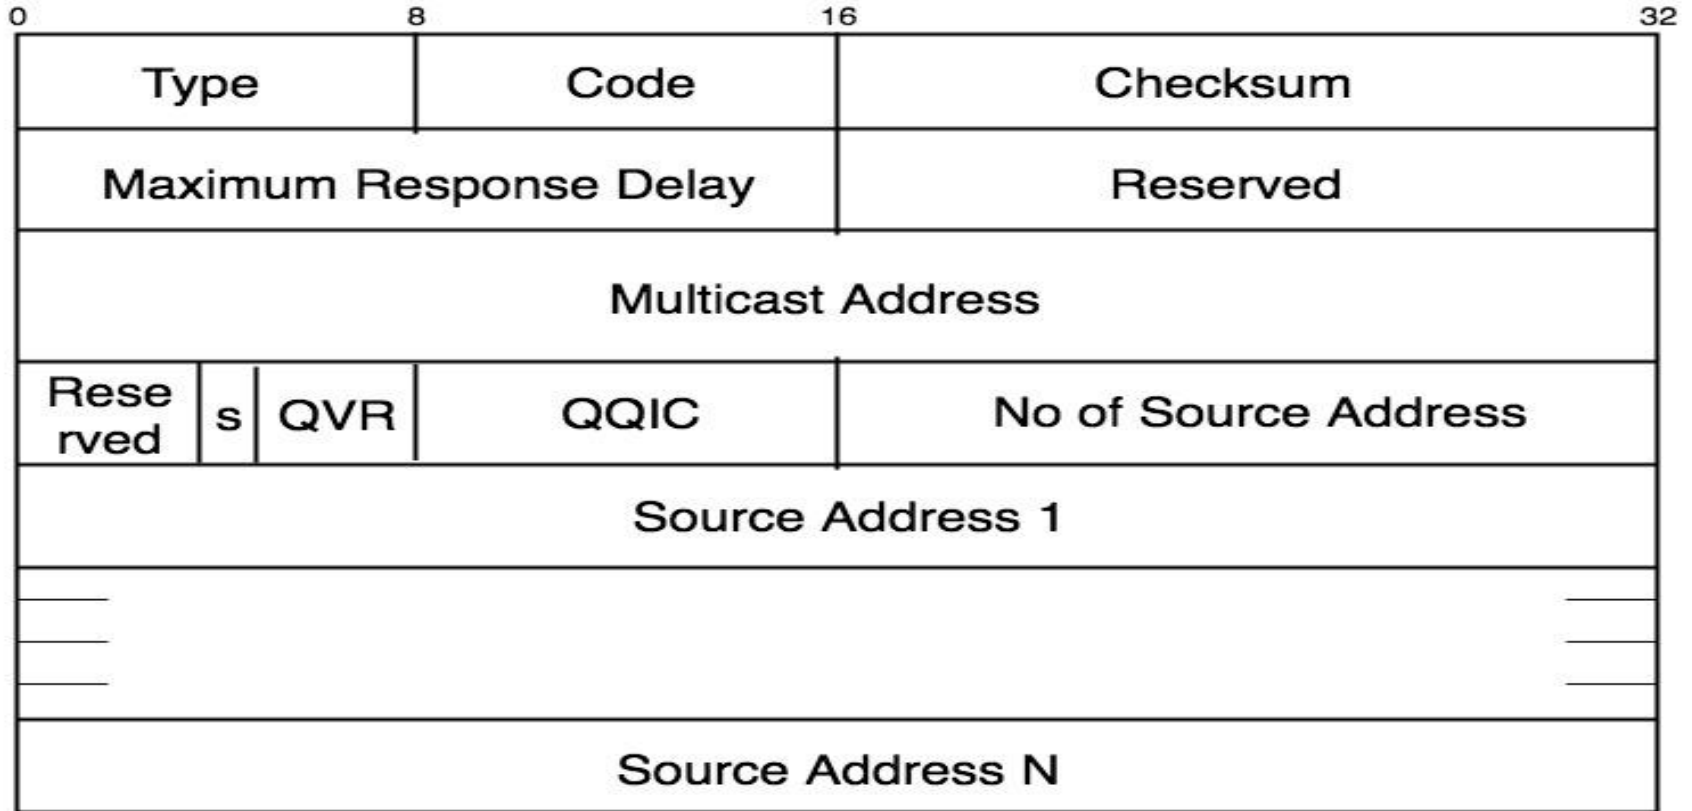 0 8 16 32
Type Code Checksum
Maximum Response Delay Reserved
Multicast Address
Rese
rved
s QVR QQIC No of Source Address
Source Address 1
Source Address N